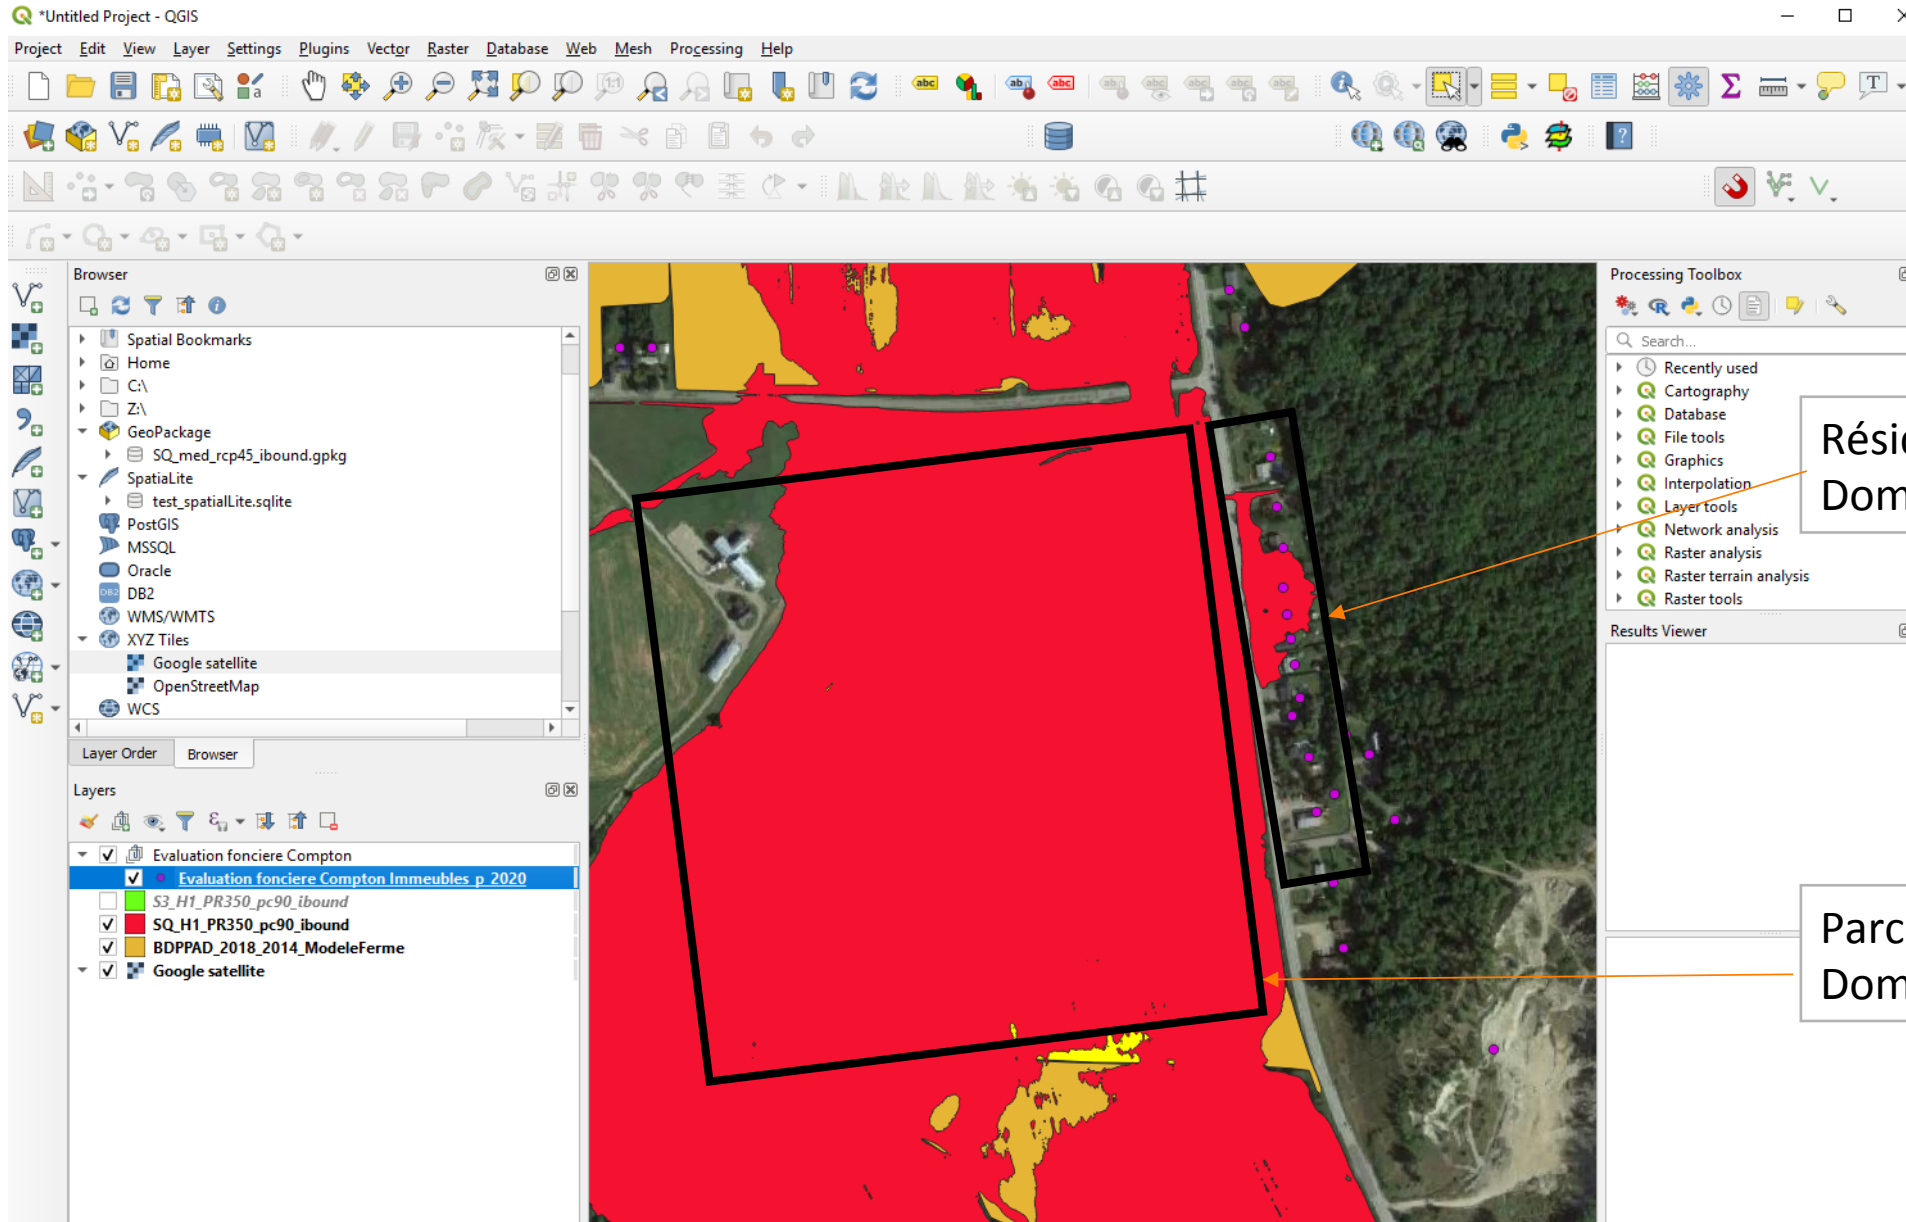 *Untitled Project - QGIS
Project Edit View Layer Settings Plugins Vector Raster Database Web Mesh Processing Help
Browser
Spatial Bookmarks
Home
C:\
Z:\
GeoPackage
SQ_med_rcp45_ibound.gpkg
SpatiaLite
test_spatialLite.sqlite
PostGIS
MSSQL
Oracle
DB2
DB2
WMS/WMTS
XYZ Tiles
Google satellite
OpenStreetMap
WCS
Layer Order Browser
Layers
Evaluation fonciere Compton
Evaluation fonciere Compton Immeubles_p_2020
S3_H1_PR350_pc90_ibound
SQ_H1_PR350_pc90_ibound
BDPPAD_2018_2014_ModeleFerme
Google satellite
Processing Toolbox
Search...
Recently used
Cartography
Database
File tools
Graphics
Interpolation
Layer tools
Network analysis
Raster analysis
Raster terrain analysis
Raster tools
Results Viewer